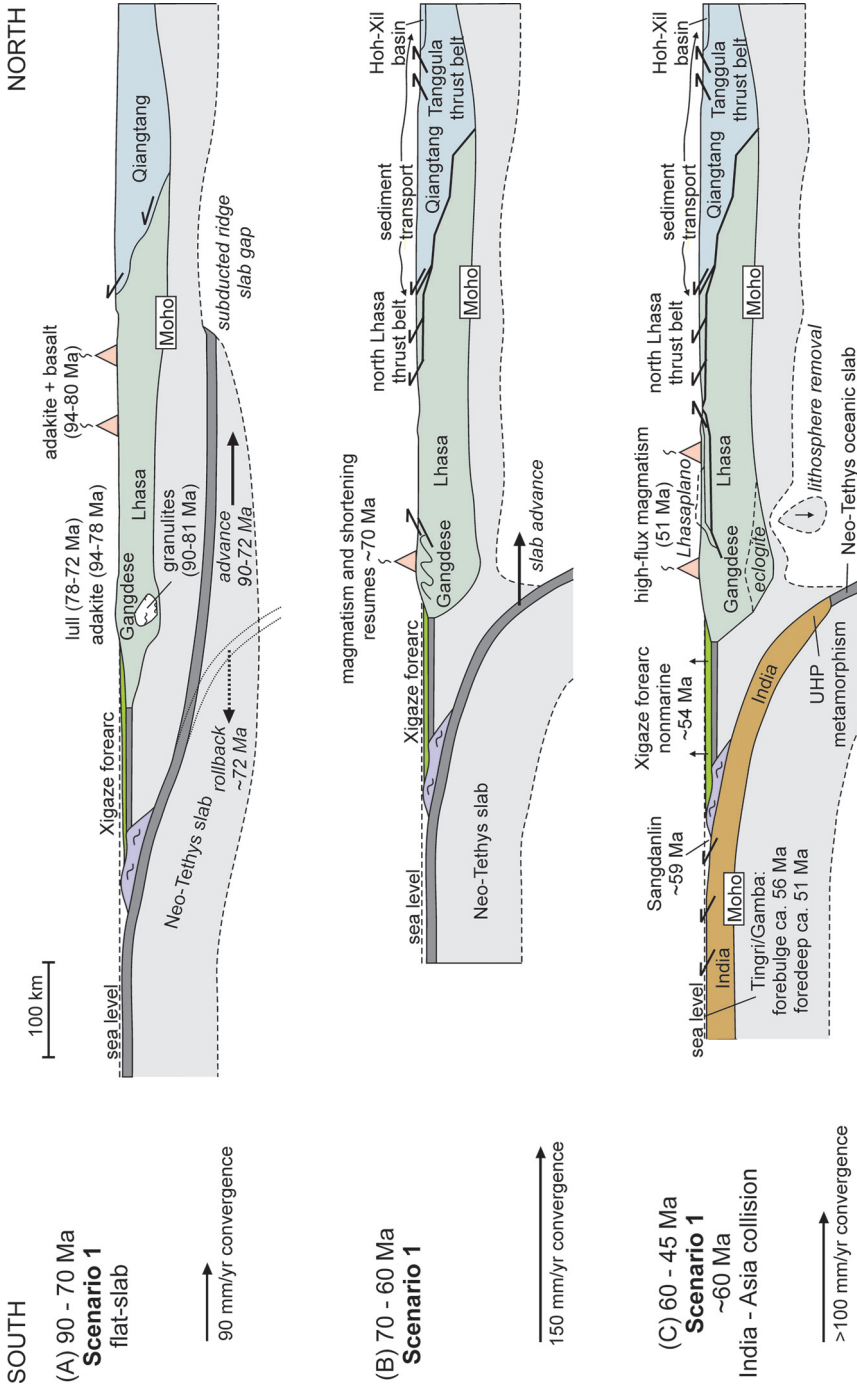 SOUTH
NORTH
(A) 90 - 70 Ma
Scenario 1
flat-slab
90 mm/yr convergence
100 km
sea level
Xigaze forearc
lull (78-72 Ma)
adakite (94-78 Ma)
Gangdese
Lhasa
granulites
(90-81 Ma)
adakite + basalt
(94-80 Ma)
Moho
Qiangtang
Neo-Tethys slab
rollback
~72 Ma
advance
90-72 Ma
subducted ridge
slab gap
(B) 70 - 60 Ma
Scenario 1
150 mm/yr convergence
sea level
Xigaze forearc
magmatism and shortening
resumes ~70 Ma
Gangdese
Lhasa
north Lhasa
thrust belt
sediment
transport
Moho
Qiangtang
Tanggula
thrust belt
Hoh-Xil
basin
Neo-Tethys slab
slab advance
(C) 60 - 45 Ma
Scenario 1
~60 Ma
India - Asia collision
>100 mm/yr convergence
sea level
Sangdanlin
~59 Ma
Xigaze forearc
nonmarine
~54 Ma
high-flux magmatism
(51 Ma)
Lhasaplano
Gangdese
eclogite
Lhasa
north Lhasa
thrust belt
sediment
transport
Moho
Qiangtang
Tanggula
thrust belt
Hoh-Xil
basin
India
Moho
India
Tingri/Gamba:
forebulge ca. 56 Ma
foredeep ca. 51 Ma
UHP
metamorphism
lithosphere removal
Neo-Tethys oceanic slab